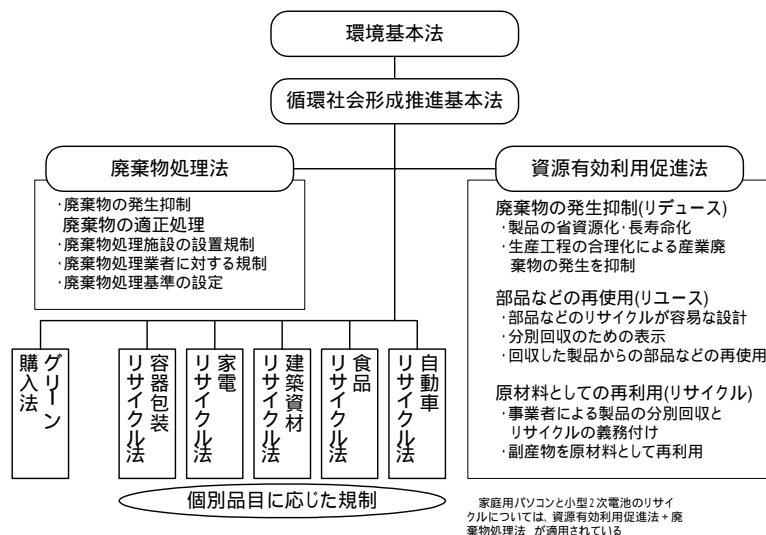 環境基本法
循環社会形成推進基本法
廃棄物処理法
・廃棄物の発生抑制
廃棄物の適正処理
・廃棄物処理施設の設置規制
・廃棄物処理業者に対する規制
・廃棄物処理基準の設定
資源有効利用促進法
廃棄物の発生抑制(リデュース)
・製品の省資源化・長寿命化
・生産工程の合理化による産業廃
棄物の発生を抑制
部品などの再使用(リユース)
・部品などのリサイクルが容易な設計
・分別回収のための表示
・回収した製品からの部品などの再使用
原材料としての再利用(リサイクル)
・事業者による製品の分別回収と
リサイクルの義務付け
・副産物を原材料として再利用
グリーン
購入法
容器包装
リサイクル法
家電
リサイクル法
建築資材
リサイクル法
食品
リサイクル法
自動車
リサイクル法
個別品目に応じた規制
家庭用パソコンと小型2次電池のリサイ
クルについては、資源有効利用促進法+廃
棄物処理法 が適用されている